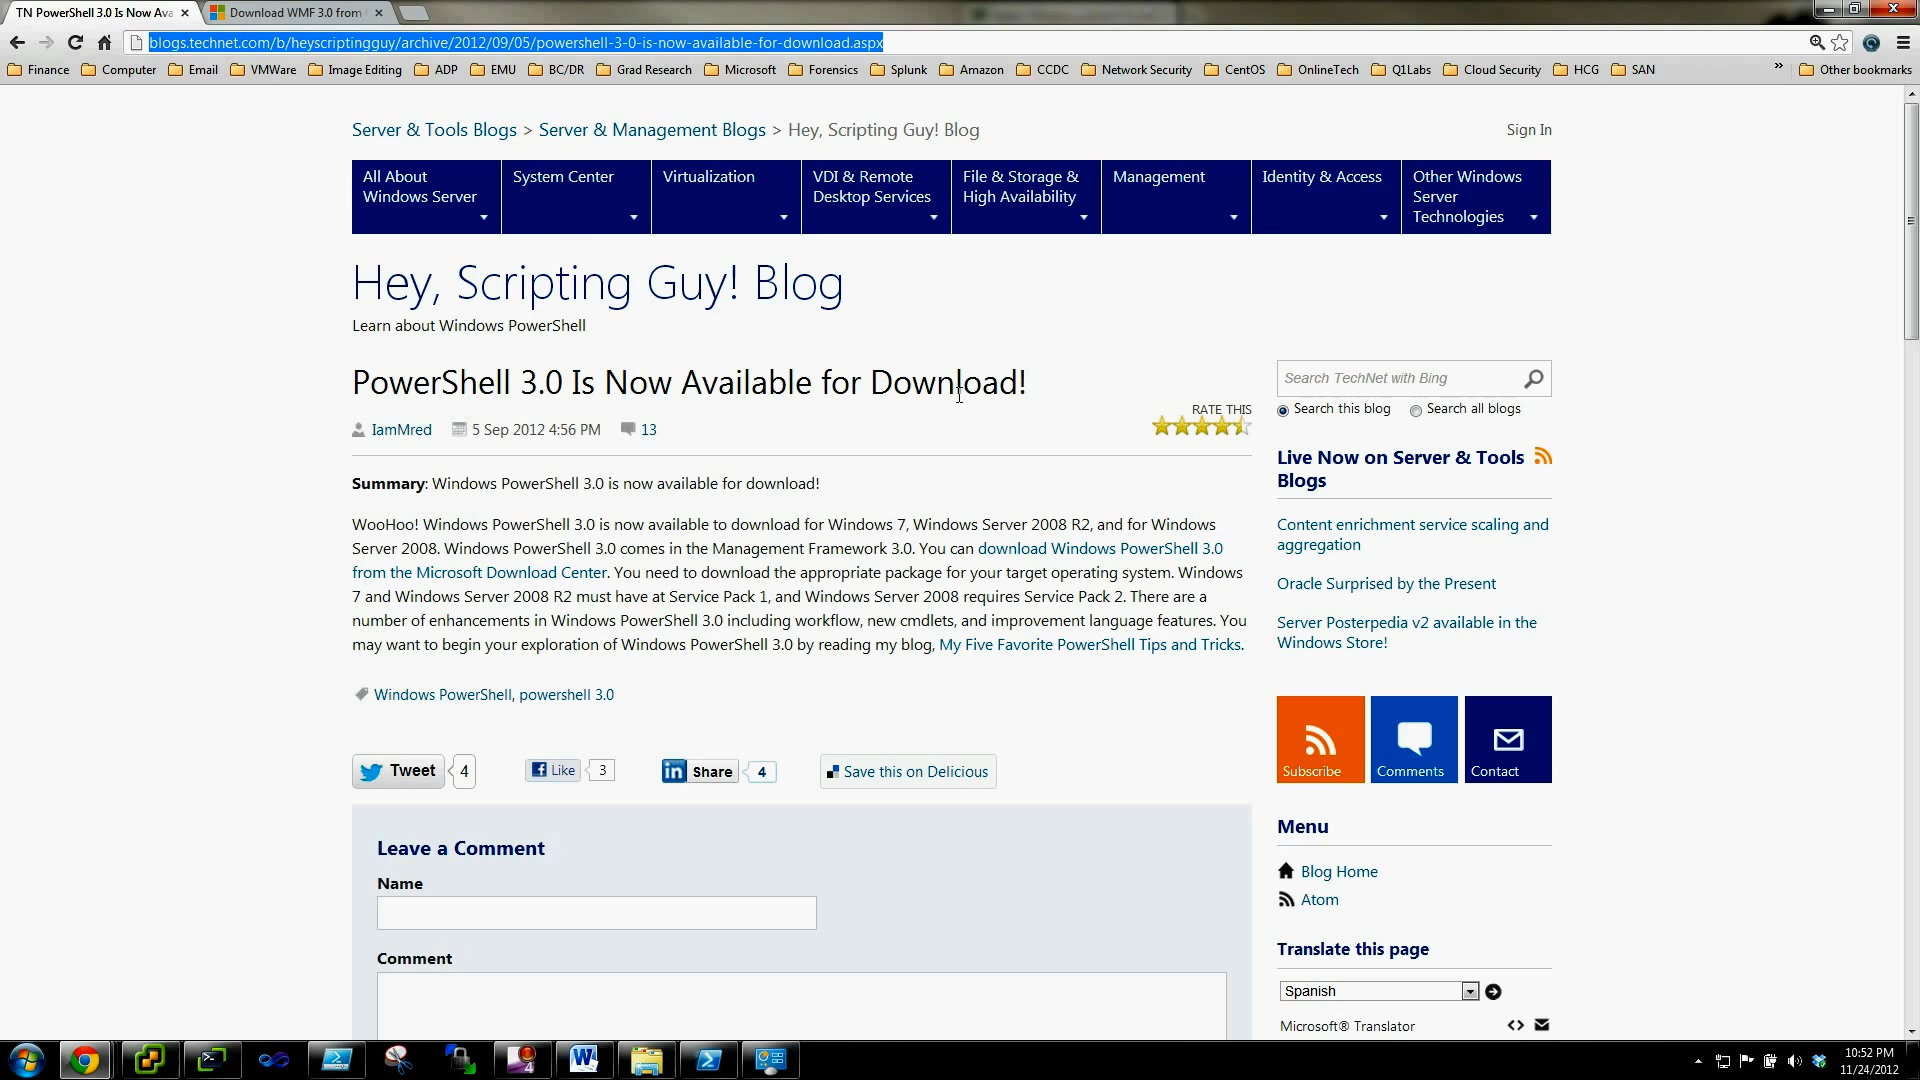 TN PowerShell 3.0 Is Now Ava
Download WMF 3.0 from
blogs.technet.com/b/heyscriptingguy/archive/2012/09/05/powershell-3-0-is-now-available-for-download.aspx
Finance Computer Email VMWare Image Editing ADP EMU BC/DR Grad Research Microsoft Forensics Splunk Amazon CCDC Network Security CentOS OnlineTech Q1Labs Cloud Security HCG SAN » Other bookmarks
Server & Tools Blogs > Server & Management Blogs > Hey, Scripting Guy! Blog
Sign In
All About
Windows Server
System Center
Virtualization
VDI & Remote
Desktop Services
File & Storage &
High Availability
Management
Identity & Access
Other Windows
Server
Technologies
Hey, Scripting Guy! Blog
Learn about Windows PowerShell
PowerShell 3.0 Is Now Available for Download!
IamMred 5 Sep 2012 4:56 PM 13
RATE THIS
Summary: Windows PowerShell 3.0 is now available for download!
WooHoo! Windows PowerShell 3.0 is now available to download for Windows 7, Windows Server 2008 R2, and for Windows
Server 2008. Windows PowerShell 3.0 comes in the Management Framework 3.0. You can download Windows PowerShell 3.0
from the Microsoft Download Center. You need to download the appropriate package for your target operating system. Windows
7 and Windows Server 2008 R2 must have at Service Pack 1, and Windows Server 2008 requires Service Pack 2. There are a
number of enhancements in Windows PowerShell 3.0 including workflow, new cmdlets, and improvement language features. You
may want to begin your exploration of Windows PowerShell 3.0 by reading my blog, My Five Favorite PowerShell Tips and Tricks.
Windows PowerShell, powershell 3.0
Tweet 4
Like 3
in Share 4
Save this on Delicious
Leave a Comment
Name
Comment
Search TechNet with Bing
Search this blog Search all blogs
Live Now on Server & Tools
Blogs
Content enrichment service scaling and
aggregation
Oracle Surprised by the Present
Server Posterpedia v2 available in the
Windows Store!
Subscribe
Comments
Contact
Menu
Blog Home
Atom
Translate this page
Spanish
Microsoft® Translator
10:52 PM
11/24/2012